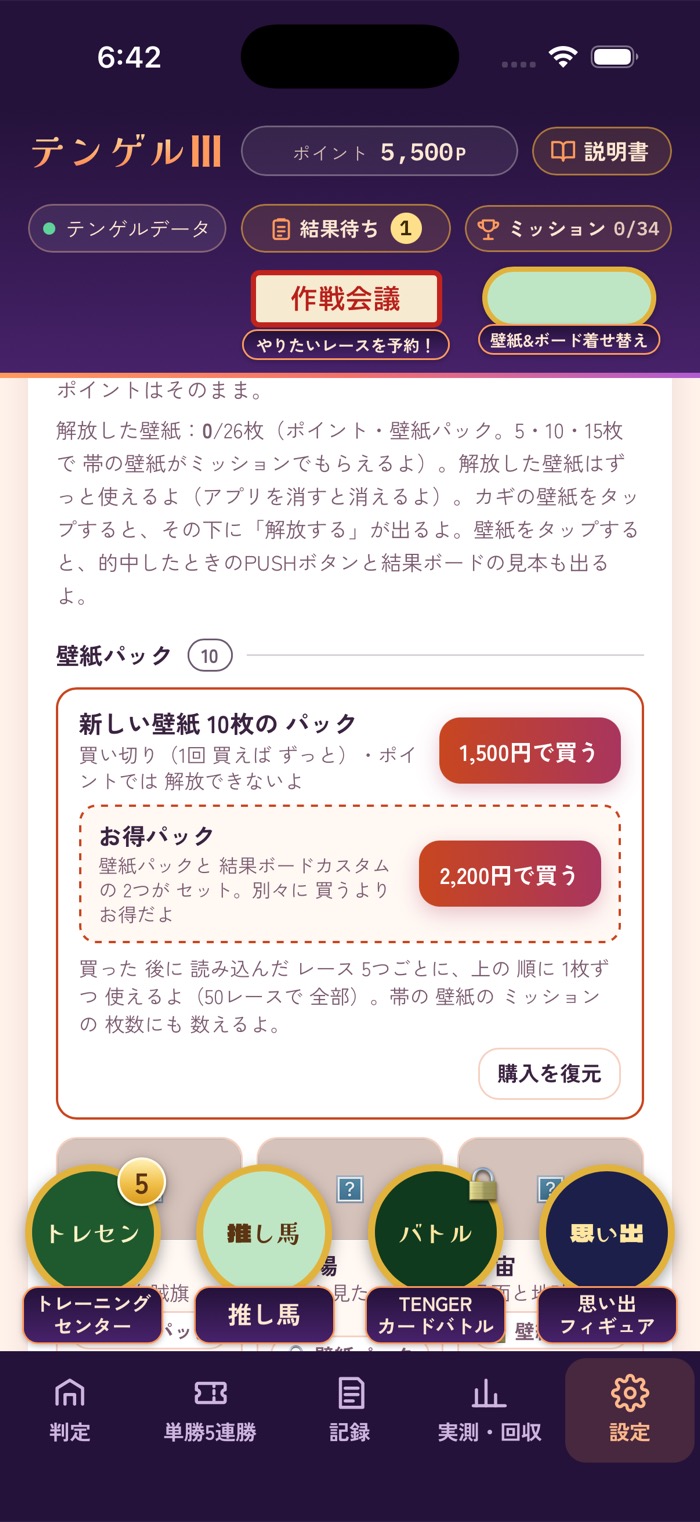 6:42
テンゲルIII
ポイント 5,500P
説明書
テンゲルデータ
結果待ち 1
ミッション 0/34
作戦会議
やりたいレースを予約！
壁紙&ボード着せ替え
ポイントはそのまま。
解放した壁紙：0/26枚（ポイント・壁紙パック。5・10・15枚
で 帯の壁紙がミッションでもらえるよ）。解放した壁紙はず
っと使えるよ（アプリを消すと消えるよ）。カギの壁紙をタッ
プすると、その下に「解放する」が出るよ。壁紙をタップする
と、的中したときのPUSHボタンと結果ボードの見本も出る
よ。
壁紙パック 10
新しい壁紙 10枚の パック
買い切り（1回 買えば ずっと）・ポイ
ントでは 解放できないよ
1,500円で買う
お得パック
壁紙パックと 結果ボードカスタム
の 2つが セット。別々に 買うより
お得だよ
2,200円で買う
買った 後に 読み込んだ レース 5つごとに、上の 順に 1枚ず
つ 使えるよ（50レースで 全部）。帯の 壁紙の ミッション
の 枚数にも 数えるよ。
購入を復元
5
トレセン
推し馬
バトル
思い出
トレーニング
センター
推し馬
TENGER
カードバトル
思い出
フィギュア
判定
単勝5連勝
記録
実測・回収
設定